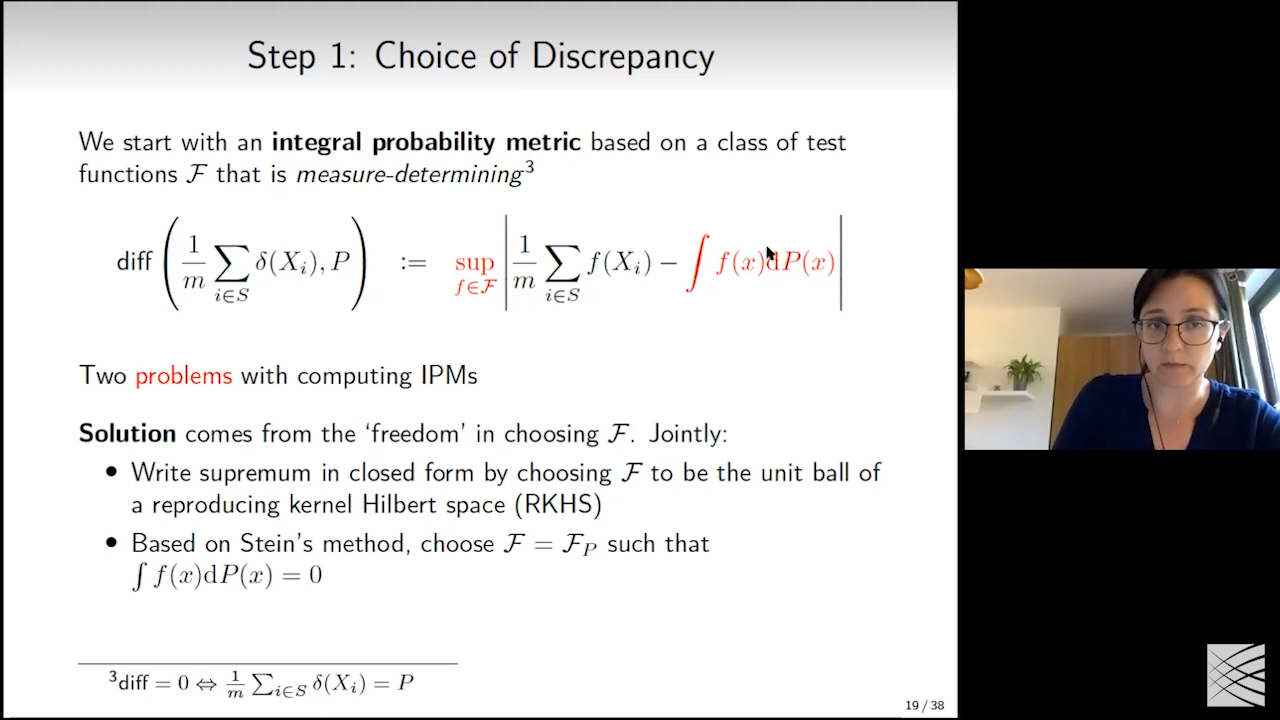 Step 1: Choice of Discrepancy
We start with an integral probability metric based on a class of test
functions ℱ that is measure-determining³
diff ( 1/m ∑_{i∈S} δ(X_i), P ) := sup_{f∈ℱ} | 1/m ∑_{i∈S} f(X_i) − ∫ f(x)dP(x) |
Two problems with computing IPMs
Solution comes from the ‘freedom’ in choosing ℱ. Jointly:
• Write supremum in closed form by choosing ℱ to be the unit ball of
a reproducing kernel Hilbert space (RKHS)
• Based on Stein's method, choose ℱ = ℱ_P such that
∫ f(x)dP(x) = 0
³diff = 0 ⇔ 1/m ∑_{i∈S} δ(X_i) = P
19 / 38